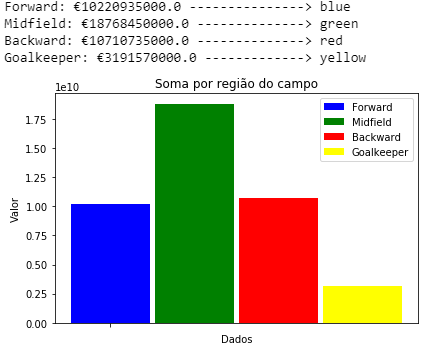 Forward: €10220935000.0 --------------> blue
Midfield: €18768450000.0 --------------> green
Backward: €10710735000.0 --------------> red
Goalkeeper: €3191570000.0 --------------> yellow
Soma por região do campo
1e10
Forward
Midfield
Backward
Goalkeeper
1.75
1.50
1.25
1.00
0.75
0.50
0.25
0.00
Valor
Dados